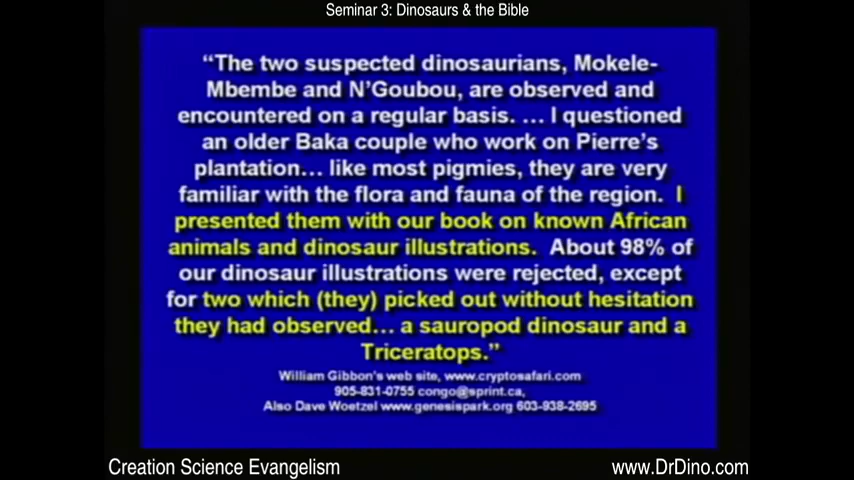 Seminar 3: Dinosaurs & the Bible
“The two suspected dinosaurians, Mokele-
Mbembe and N’Goubou, are observed and
encountered on a regular basis. … I questioned
an older Baka couple who work on Pierre’s
plantation… like most pigmies, they are very
familiar with the flora and fauna of the region. I
presented them with our book on known African
animals and dinosaur illustrations. About 98% of
our dinosaur illustrations were rejected, except
for two which (they) picked out without hesitation
they had observed… a sauropod dinosaur and a
Triceratops.”
William Gibbon's web site, www.cryptosafari.com
905-831-0755 congo@sprint.ca,
Also Dave Woetzel www.genesispark.org 603-938-2695
Creation Science Evangelism
www.DrDino.com